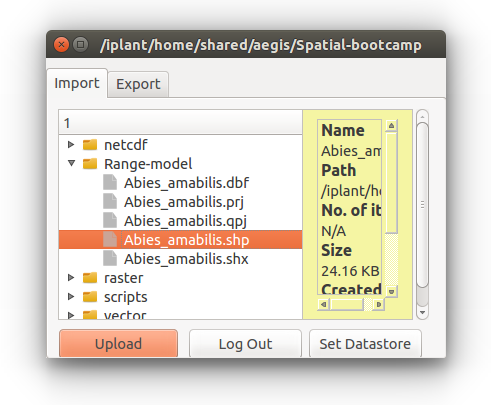 /iplant/home/shared/aegis/Spatial-bootcamp
Import Export
1
netcdf
Range-model
Abies_amabilis.dbf
Abies_amabilis.prj
Abies_amabilis.qpj
Abies_amabilis.shp
Abies_amabilis.shx
raster
scripts
vector
Name
Abies_am
Path
/iplant/h
No. of it
N/A
Size
24.16 KB
Created
Upload Log Out Set Datastore